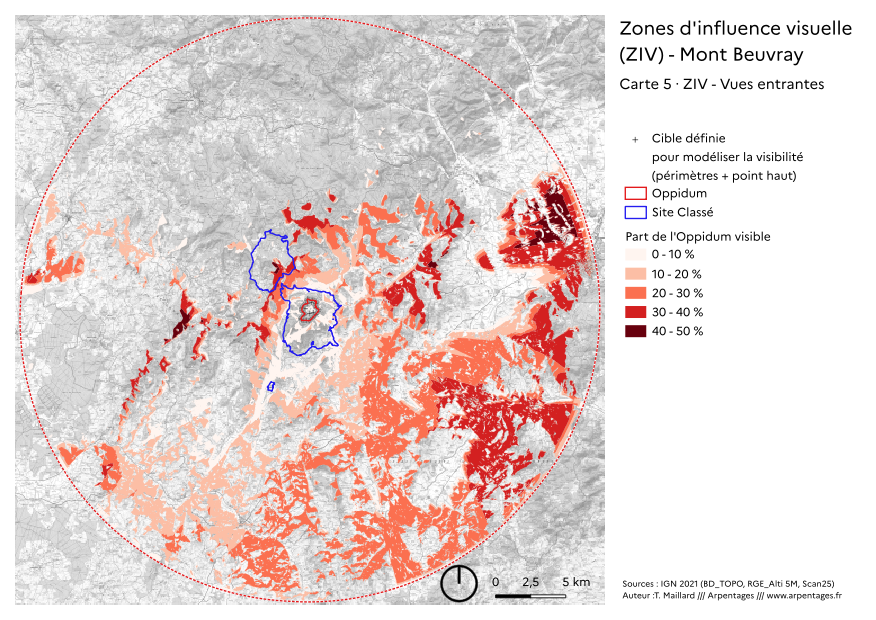 Zones d'influence visuelle
(ZIV) - Mont Beuvray
Carte 5 · ZIV - Vues entrantes
Cible définie
pour modéliser la visibilité
(périmètres + point haut)
Oppidum
Site Classé
Part de l'Oppidum visible
0 - 10 %
10 - 20 %
20 - 30 %
30 - 40 %
40 - 50 %
0 2,5 5 km
Sources : IGN 2021 (BD_TOPO, RGE_Alti 5M, Scan25)
Auteur :T. Maillard /// Arpentages /// www.arpentages.fr